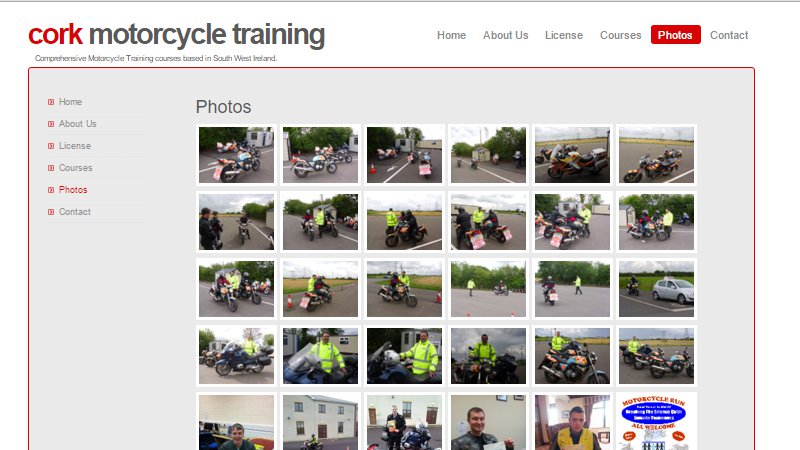 cork motorcycle training
Comprehensive Motorcycle Training courses based in South West Ireland.
Home About Us License Courses Photos Contact
Home
About Us
License
Courses
Photos
Contact
Photos
MOTORCYCLE RUN
ALL WELCOME